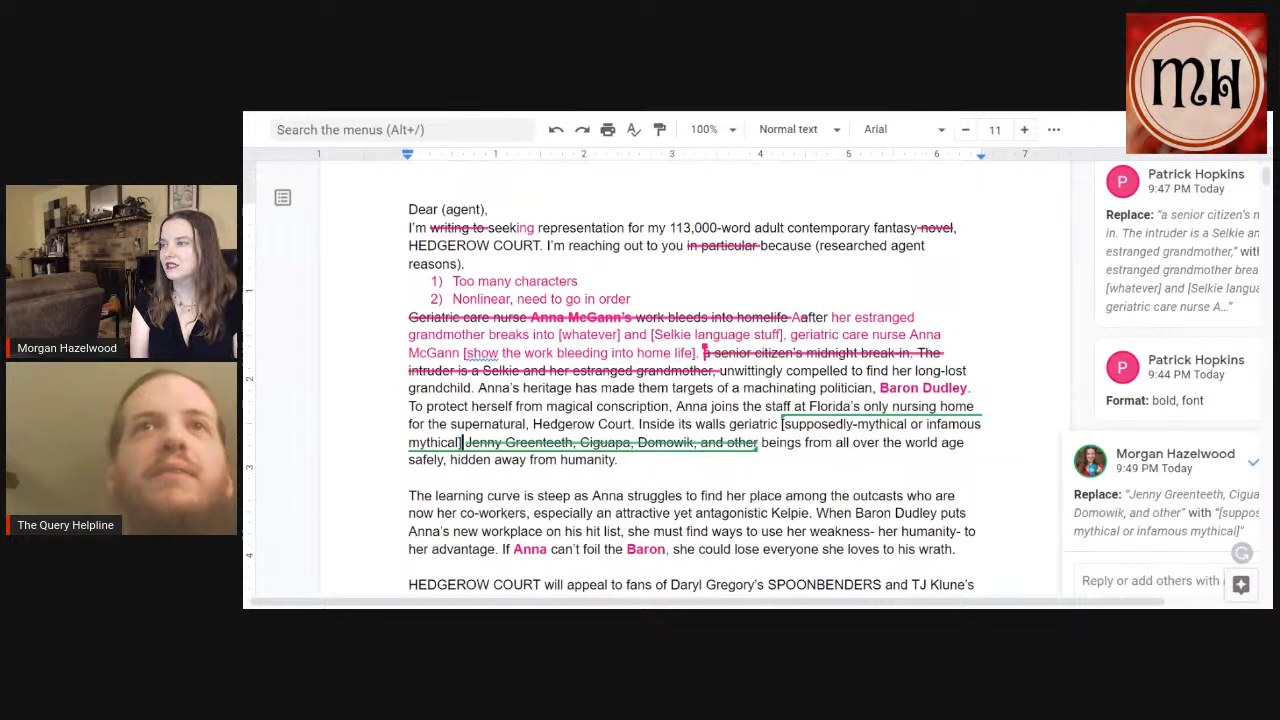 MH
Search the menus (Alt+/)
100%
Normal text
Arial
11
1 1 2 3 4 5 6 7
Morgan Hazelwood
The Query Helpline
Dear (agent),
I'm writing to seeking representation for my 113,000-word adult contemporary fantasy novel,
HEDGEROW COURT. I'm reaching out to you in particular because (researched agent
reasons).
1) Too many characters
2) Nonlinear, need to go in order
Geriatric care nurse Anna McGann's work bleeds into homelife Aafter her estranged
grandmother breaks into [whatever] and [Selkie language stuff], geriatric care nurse Anna
McGann [show the work bleeding into home life]. a senior citizen's midnight break-in. The
intruder is a Selkie and her estranged grandmother, unwittingly compelled to find her long-lost
grandchild. Anna's heritage has made them targets of a machinating politician, Baron Dudley.
To protect herself from magical conscription, Anna joins the staff at Florida's only nursing home
for the supernatural, Hedgerow Court. Inside its walls geriatric [supposedly-mythical or infamous
mythical] Jenny Greenteeth, Ciguapa, Domowik, and other beings from all over the world age
safely, hidden away from humanity.
The learning curve is steep as Anna struggles to find her place among the outcasts who are
now her co-workers, especially an attractive yet antagonistic Kelpie. When Baron Dudley puts
Anna's new workplace on his hit list, she must find ways to use her weakness- her humanity- to
her advantage. If Anna can't foil the Baron, she could lose everyone she loves to his wrath.
HEDGEROW COURT will appeal to fans of Daryl Gregory's SPOONBENDERS and TJ Klune's
1
2
3
4
P
Patrick Hopkins
9:47 PM Today
Replace: "a senior citizen's n
in. The intruder is a Selkie an
estranged grandmother," with
estranged grandmother brea
[whatever] and [Selkie langua
geriatric care nurse A..."
P
Patrick Hopkins
9:44 PM Today
Format: bold, font
Morgan Hazelwood
9:49 PM Today
Replace: "Jenny Greenteeth, Cigua
Domowik, and other" with "[suppos
mythical or infamous mythical]"
Reply or add others with